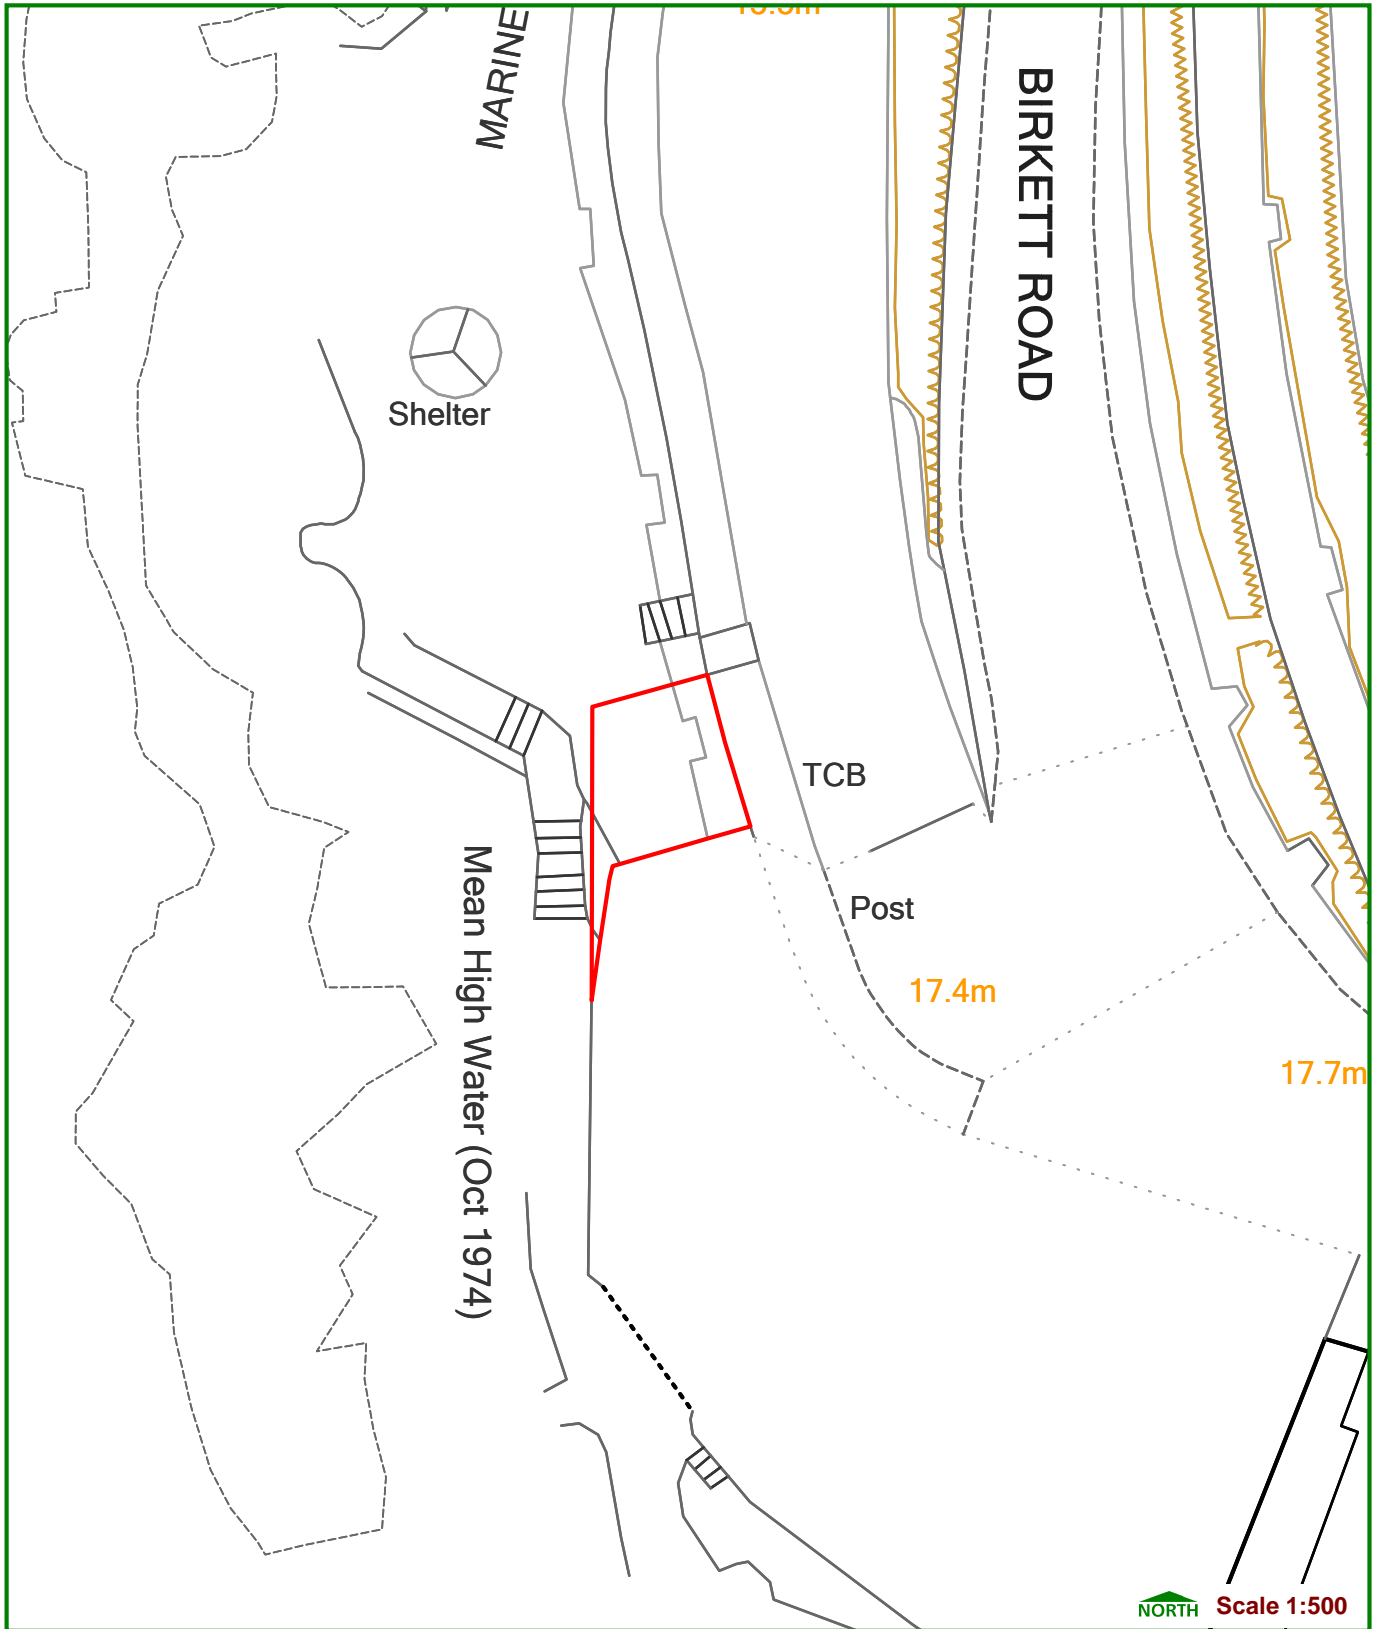 MARINE
BIRKETT ROAD
Shelter
TCB
Post
Mean High Water (Oct 1974)
17.4m
17.7m
NORTH
Scale 1:500